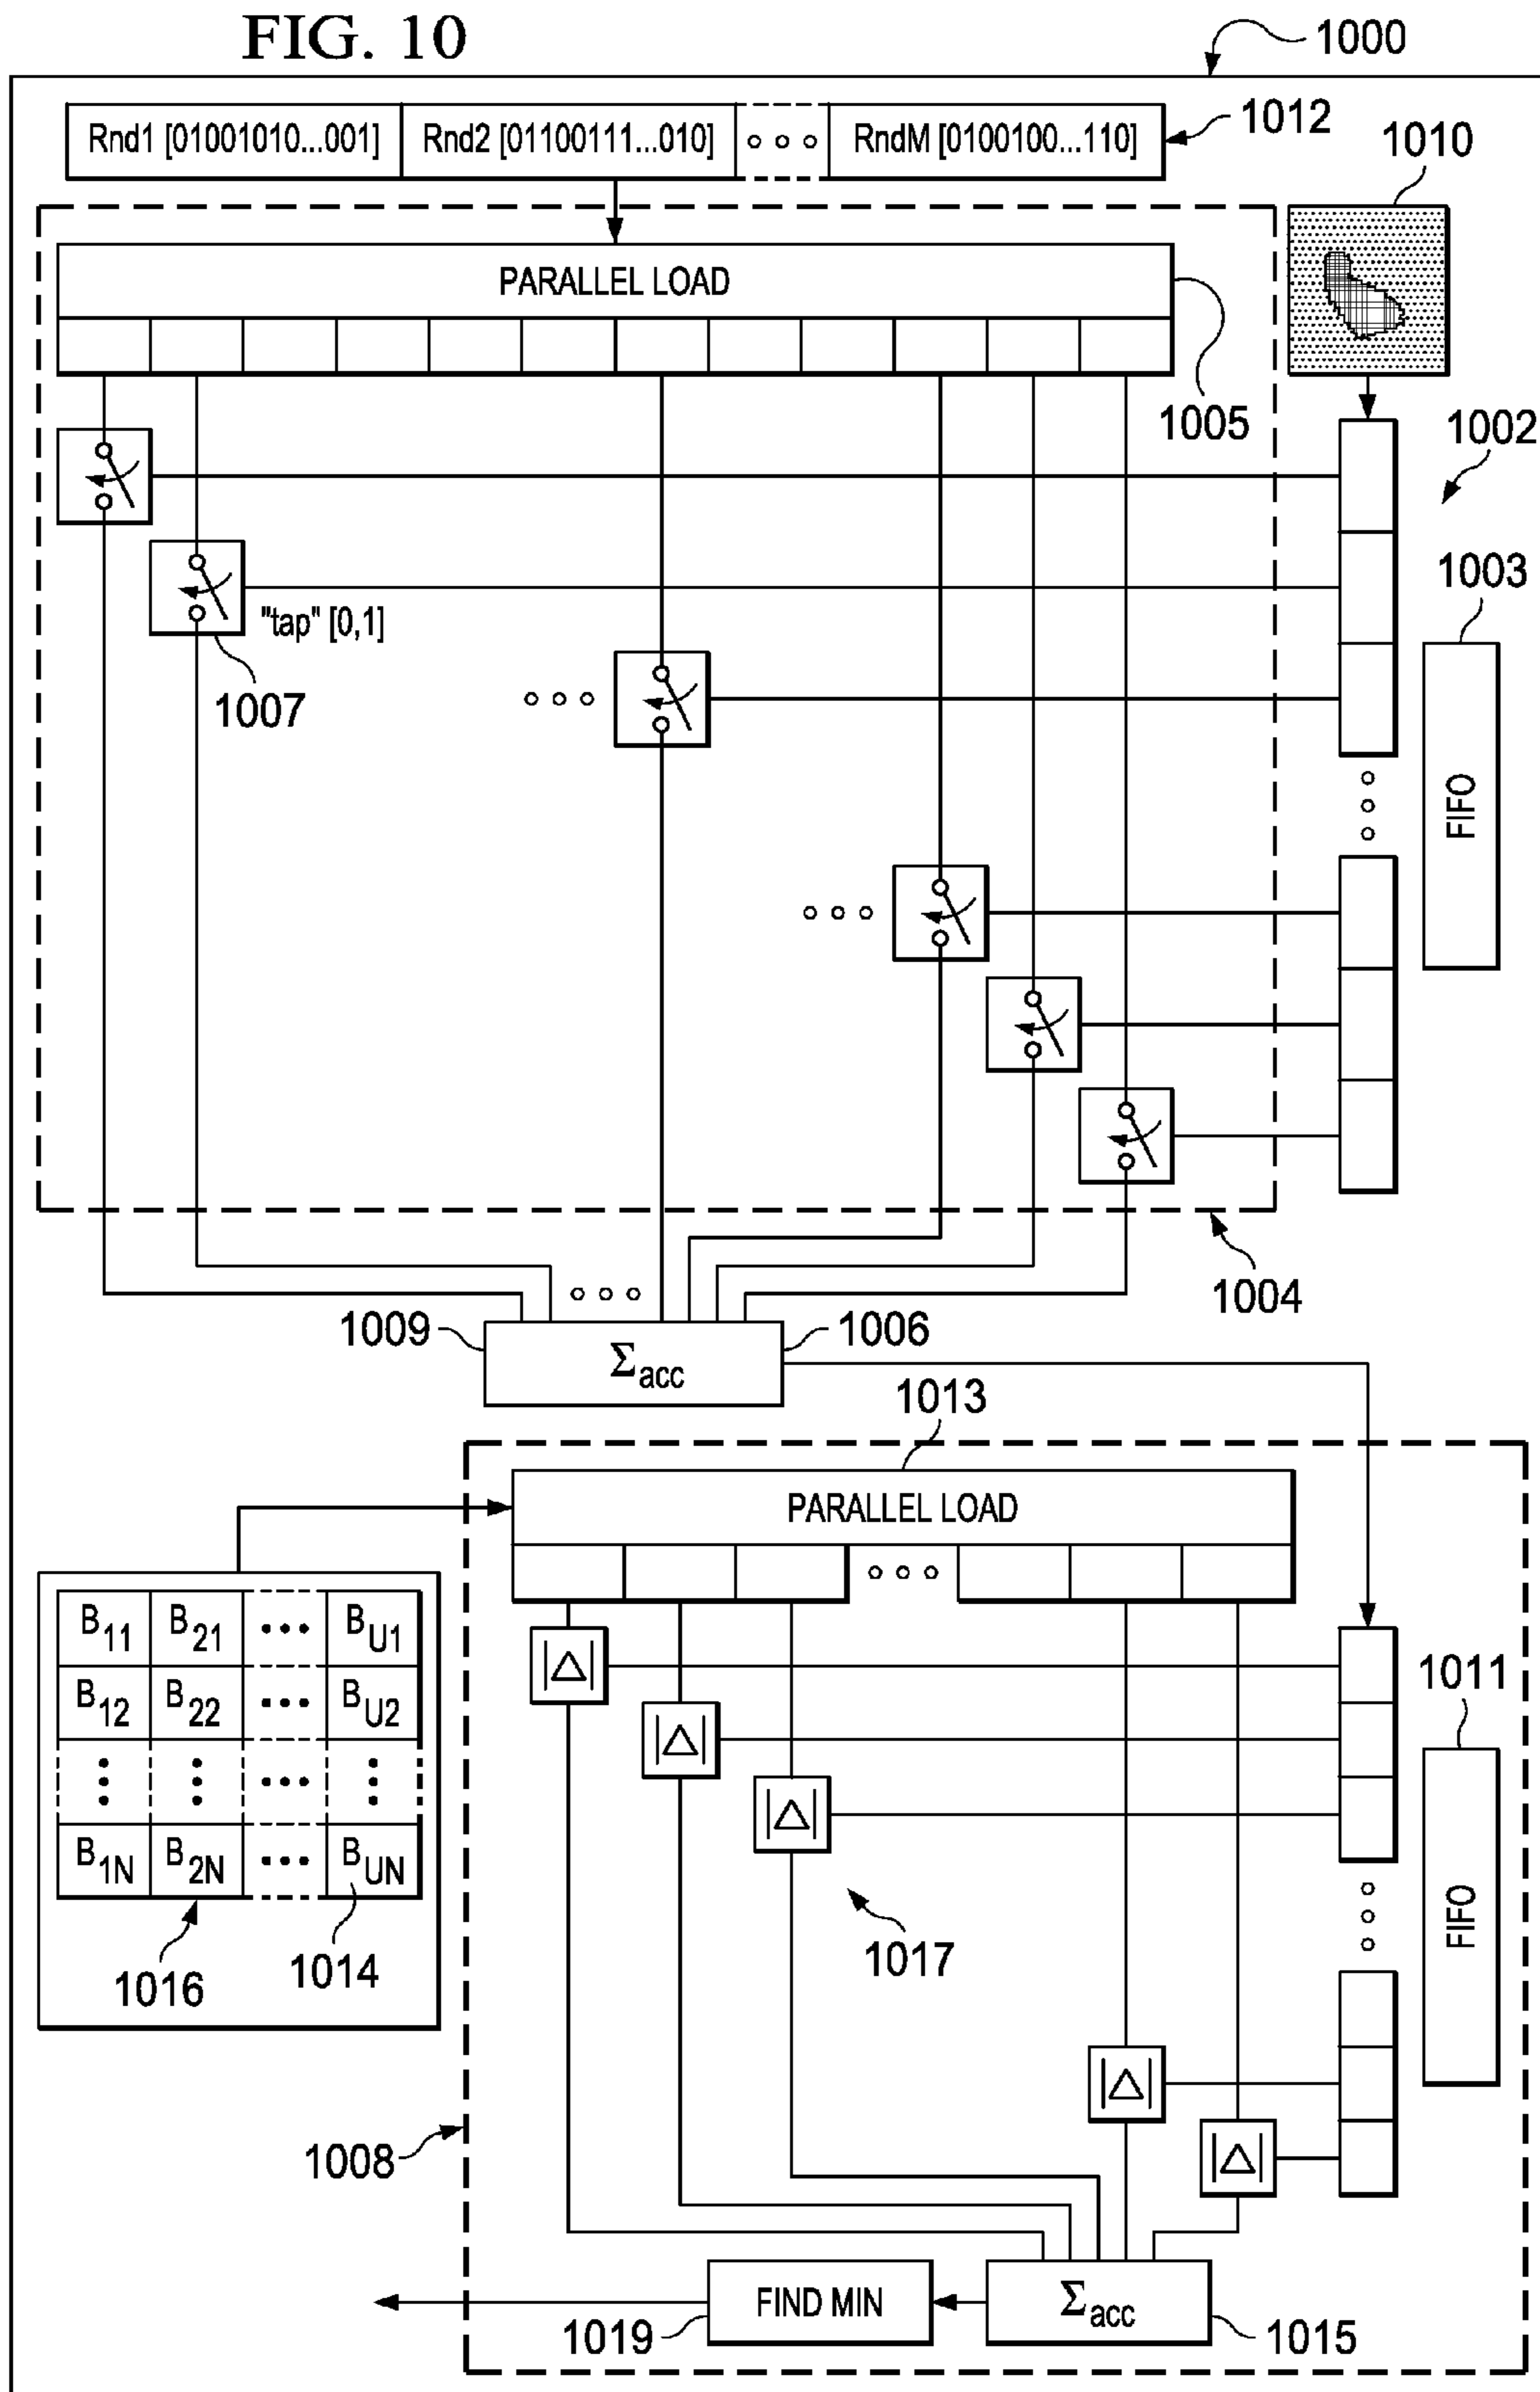 FIG. 10
1000
Rnd1 [01001010...001] Rnd2 [01100111...010] RndM [0100100...110]
1012
1010
PARALLEL LOAD
1005
1002
1003
"tap" [0,1]
1007
FIFO
1004
1009
1006
Σacc
1013
PARALLEL LOAD
B11 B21 ••• BU1
B12 B22 ••• BU2
B1N B2N ••• BUN
1011
1016
1014
1017
FIFO
1008
FIND MIN
Σacc
1019
1015